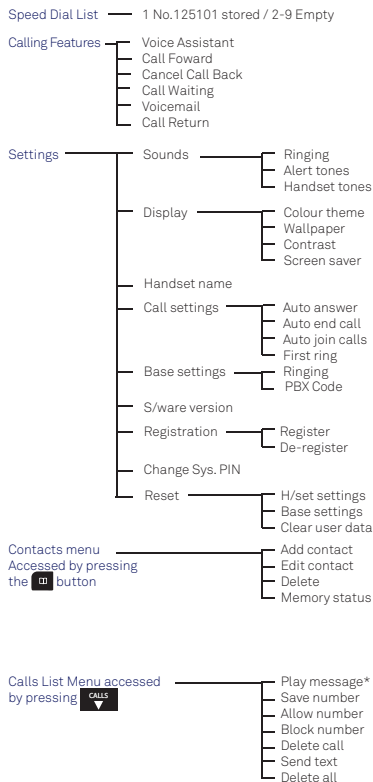 Speed Dial List 1 No.125101 stored / 2-9 Empty
Calling Features Voice Assistant
Call Foward
Cancel Call Back
Call Waiting
Voicemail
Call Return
Settings Sounds Ringing
Alert tones
Handset tones
Display Colour theme
Wallpaper
Contrast
Screen saver
Handset name
Call settings Auto answer
Auto end call
Auto join calls
First ring
Base settings Ringing
PBX Code
S/ware version
Registration Register
De-register
Change Sys. PIN
Reset H/set settings
Base settings
Clear user data
Contacts menu Add contact
Accessed by pressing Edit contact
the button Delete
Memory status
Calls List Menu accessed Play message*
by pressing CALLS Save number
Allow number
Block number
Delete call
Send text
Delete all